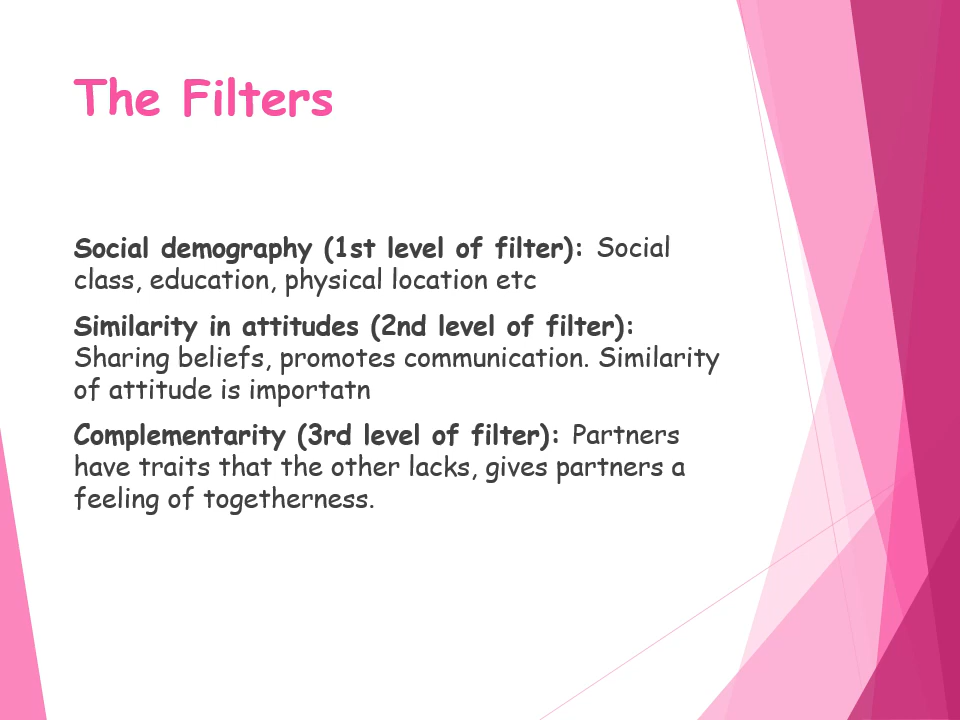 The Filters
Social demography (1st level of filter): Social
class, education, physical location etc
Similarity in attitudes (2nd level of filter):
Sharing beliefs, promotes communication. Similarity
of attitude is importatn
Complementarity (3rd level of filter): Partners
have traits that the other lacks, gives partners a
feeling of togetherness.